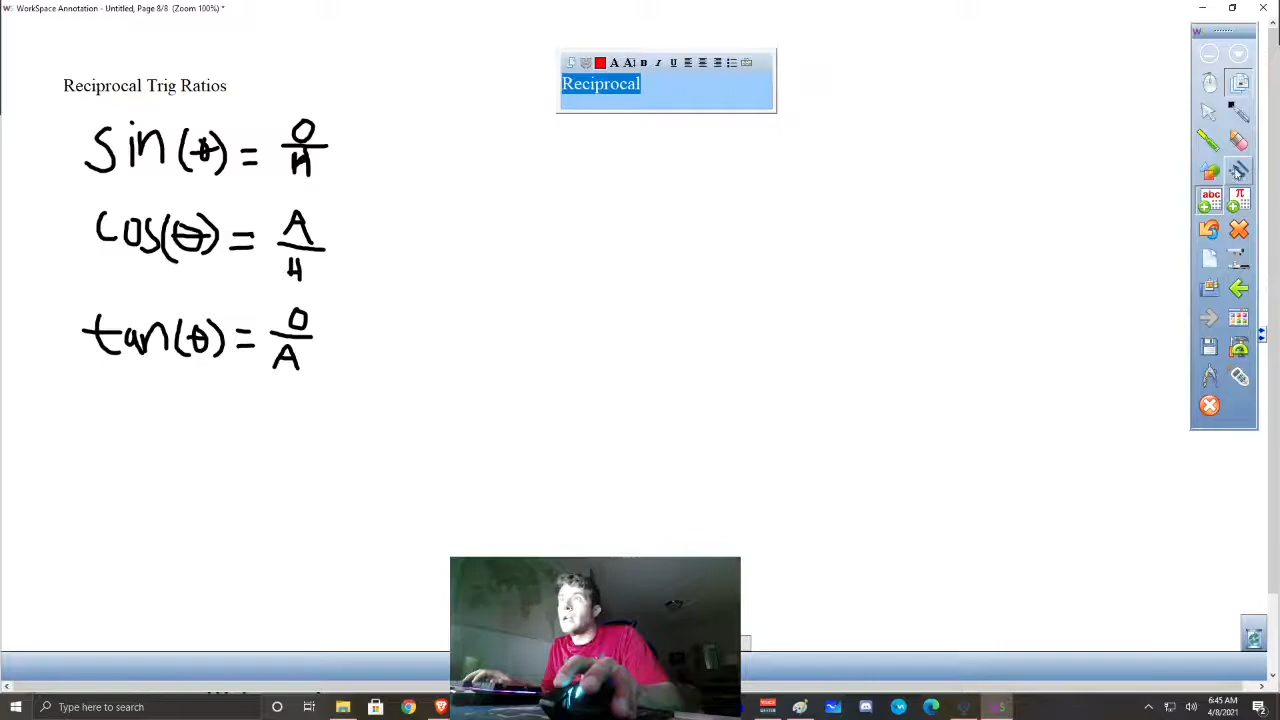 WorkSpace Annotation - Untitled, Page 8/8 (Zoom 100%) *
Reciprocal
Reciprocal Trig Ratios
sin(θ) = O/H
cos(θ) = A/H
tan(θ) = O/A
abc
π
Type here to search
6:45 AM
4/8/2021